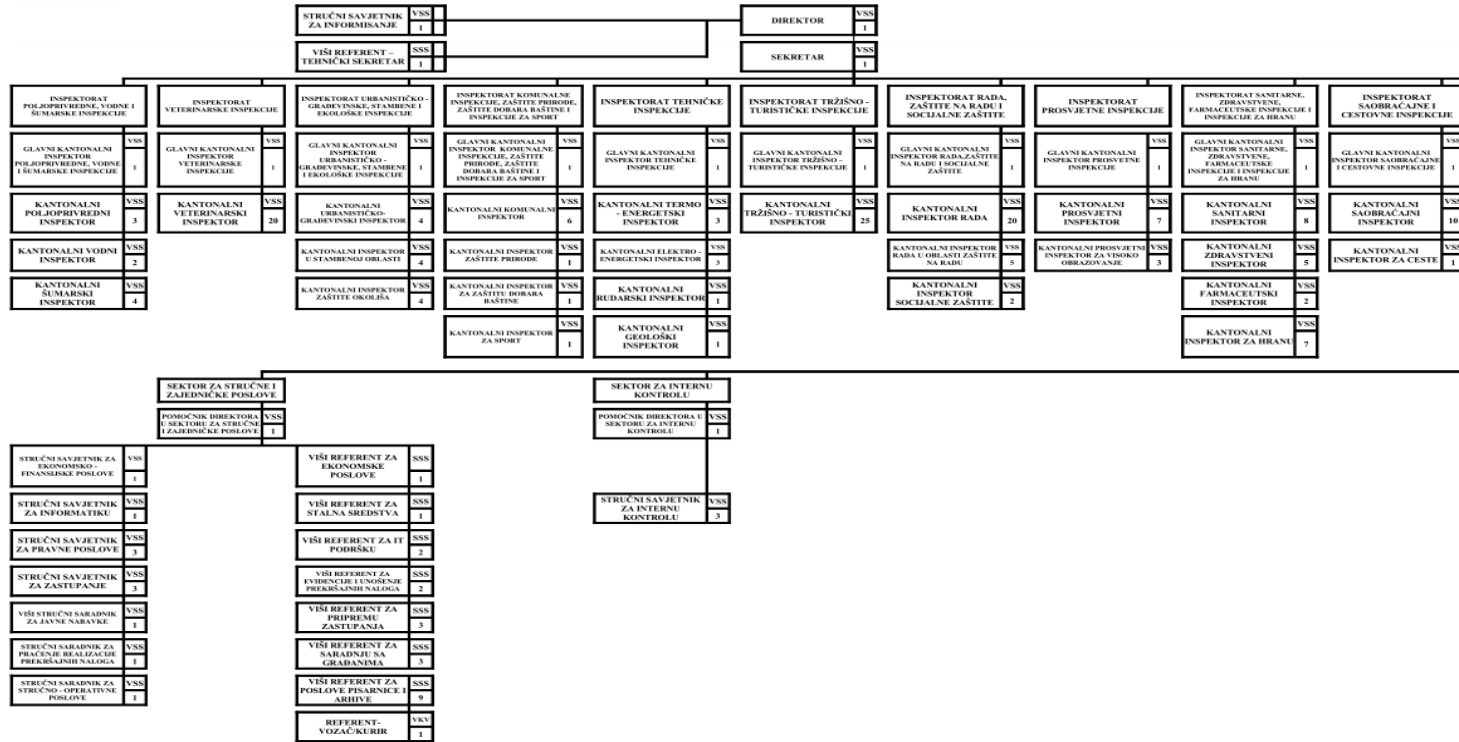 STRUČNI SAVJETNIK
ZA INFORMISANJE
VSS
1
DIREKTOR
VSS
1
VIŠI REFERENT –
TEHNIČKI SEKRETAR
SSS
1
SEKRETAR
VSS
1
INSPEKTORAT
POLJOPRIVREDNE, VODNE I
ŠUMARSKE INSPEKCIJE
INSPEKTORAT
VETERINARSKE INSPEKCIJE
INSPEKTORAT URBANISTIČKO -
GRAĐEVINSKE, STAMBENE I
EKOLOŠKE INSPEKCIJE
INSPEKTORAT KOMUNALNE
INSPEKCIJE, ZAŠTITE PRIRODE,
ZAŠTITE DOBARA BAŠTINE I
INSPEKCIJE ZA SPORT
INSPEKTORAT TEHNIČKE
INSPEKCIJE
INSPEKTORAT TRŽIŠNO -
TURISTIČKE INSPEKCIJE
INSPEKTORAT RADA,
ZAŠTITE NA RADU I
SOCIJALNE ZAŠTITE
INSPEKTORAT
PROSVJETNE INSPEKCIJE
INSPEKTORAT SANITARNE,
ZDRAVSTVENE,
FARMACEUTSKE INSPEKCIJE I
INSPEKCIJE ZA HRANU
INSPEKTORAT
SAOBRAĆAJNE I
CESTOVNE INSPEKCIJE
GLAVNI KANTONALNI
INSPEKTOR
POLJOPRIVREDNE, VODNE
I ŠUMARSKE INSPEKCIJE
VSS
1
GLAVNI KANTONALNI
INSPEKTOR
VETERINARSKE
INSPEKCIJE
VSS
1
GLAVNI KANTONALNI
INSPEKTOR
URBANISTIČKO -
GRAĐEVINSKE, STAMBENE
I EKOLOŠKE INSPEKCIJE
VSS
1
GLAVNI KANTONALNI
INSPEKTOR KOMUNALNE
INSPEKCIJE, ZAŠTITE
PRIRODE, ZAŠTITE
DOBARA BAŠTINE I
INSPEKCIJE ZA SPORT
VSS
1
GLAVNI KANTONALNI
INSPEKTOR TEHNIČKE
INSPEKCIJE
VSS
1
GLAVNI KANTONALNI
INSPEKTOR TRŽIŠNO –
TURISTIČKE INSPEKCIJE
VSS
1
GLAVNI KANTONALNI
INSPEKTOR RADA,ZAŠTITE
NA RADU I SOCIJALNE
ZAŠTITE
VSS
1
GLAVNI KANTONALNI
INSPEKTOR PROSVETNE
INSPEKCIJE
VSS
1
GLAVNI KANTONALNI
INSPEKTOR SANITARNE,
ZDRAVSTVENE,
FARMACEUTSKE
INSPEKCIJE I INSPEKCIJE
ZA HRANU
VSS
1
GLAVNI KANTONALNI
INSPEKTOR SAOBRAĆAJNE
I CESTOVNE INSPEKCIJE
VSS
1
KANTONALNI
POLJOPRIVREDNI
INSPEKTOR
VSS
3
KANTONALNI
VETERINARSKI
INSPEKTOR
VSS
20
KANTONALNI
URBANISTIČKO-
GRAĐEVINSKI INSPEKTOR
VSS
4
KANTONALNI KOMUNALNI
INSPEKTOR
VSS
6
KANTONALNI TERMO
- ENERGETSKI
INSPEKTOR
VSS
3
KANTONALNI
TRŽIŠNO - TURISTIČKI
INSPEKTOR
VSS
25
KANTONALNI
INSPEKTOR RADA
VSS
20
KANTONALNI
PROSVJETNI
INSPEKTOR
VSS
7
KANTONALNI
SANITARNI
INSPEKTOR
VSS
8
KANTONALNI
SAOBRAĆAJNI
INSPEKTOR
VSS
10
KANTONALNI VODNI
INSPEKTOR
VSS
2
KANTONALNI INSPEKTOR
U STAMBENOJ OBLASTI
VSS
4
KANTONALNI INSPEKTOR
ZAŠTITE PRIRODE
VSS
1
KANTONALNI ELEKTRO -
ENERGETSKI INSPEKTOR
VSS
3
KANTONALNI INSPEKTOR
RADA U OBLASTI ZAŠTITE
NA RADU
VSS
5
KANTONALNI PROSVJETNI
INSPEKTOR ZA VISOKO
OBRAZOVANJE
VSS
3
KANTONALNI
ZDRAVSTVENI
INSPEKTOR
VSS
5
KANTONALNI
INSPEKTOR ZA CESTE
VSS
1
KANTONALNI
ŠUMARSKI
INSPEKTOR
VSS
4
KANTONALNI INSPEKTOR
ZAŠTITE OKOLIŠA
VSS
4
KANTONALNI INSPEKTOR
ZA ZAŠTITU DOBARA
BAŠTINE
VSS
1
KANTONALNI
RUDARSKI INSPEKTOR
VSS
1
KANTONALNI
INSPEKTOR
SOCIJALNE ZAŠTITE
VSS
2
KANTONALNI
FARMACEUTSKI
INSPEKTOR
VSS
2
KANTONALNI INSPEKTOR
ZA SPORT
VSS
1
KANTONALNI
GEOLOŠKI
INSPEKTOR
VSS
1
KANTONALNI
INSPEKTOR ZA HRANU
VSS
7
SEKTOR ZA STRUČNE I
ZAJEDNIČKE POSLOVE
SEKTOR ZA INTERNU
KONTROLU
POMOĆNIK DIREKTORA
U SEKTORU ZA STRUČNE
I ZAJEDNIČKE POSLOVE
VSS
1
POMOĆNIK DIREKTORA U
SEKTORU ZA INTERNU
KONTROLU
VSS
1
STRUČNI SAVJETNIK ZA
EKONOMSKO -
FINANSIJSKE POSLOVE
VSS
1
VIŠI REFERENT ZA
EKONOMSKE
POSLOVE
SSS
1
STRUČNI SAVJETNIK
ZA INFORMATIKU
VSS
1
VIŠI REFERENT ZA
STALNA SREDSTVA
SSS
1
STRUČNI SAVJETNIK
ZA INTERNU
KONTROLU
VSS
3
STRUČNI SAVJETNIK
ZA PRAVNE POSLOVE
VSS
3
VIŠI REFERENT ZA IT
PODRŠKU
SSS
2
STRUČNI SAVJETNIK
ZA ZASTUPANJE
VSS
3
VIŠI REFERENT ZA
EVIDENCIJE I UNOŠENJE
PREKRŠAJNIH NALOGA
SSS
2
VIŠI STRUČNI SARADNIK
ZA JAVNE NABAVKE
VSS
1
VIŠI REFERENT ZA
PRIPREMU
ZASTUPANJA
SSS
3
STRUČNI SARADNIK ZA
PRAĆENJE REALIZACIJE
PREKRŠAJNIH NALOGA
VSS
1
VIŠI REFERENT ZA
SARADNJU SA
GRAĐANIMA
SSS
3
STRUČNI SARADNIK ZA
STRUČNO - OPERATIVNE
POSLOVE
VSS
1
VIŠI REFERENT ZA
POSLOVE PISARNICE I
ARHIVE
SSS
9
REFERENT-
VOZAČ/KURIR
VKV
1